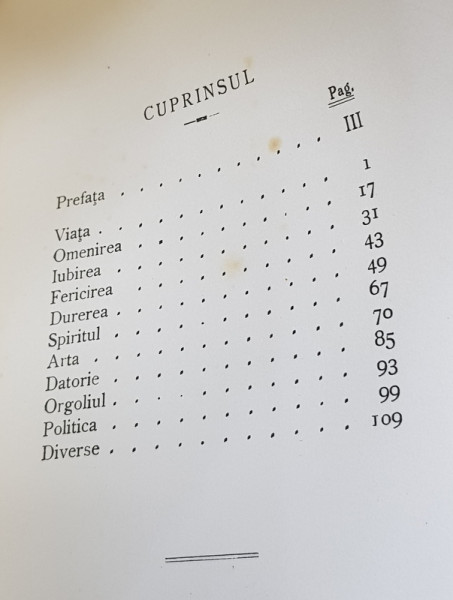 CUPRINSUL
Pag.
Prefața . . . . . . . . . . III
Viața . . . . . . . . . . . 1
Omenirea . . . . . . . . . . 17
Iubirea . . . . . . . . . . 31
Fericirea . . . . . . . . . . 43
Durerea . . . . . . . . . . 49
Spiritul . . . . . . . . . . 67
Arta . . . . . . . . . . . 70
Datorie . . . . . . . . . . 85
Orgoliul . . . . . . . . . . 93
Politica . . . . . . . . . . 99
Diverse . . . . . . . . . . 109